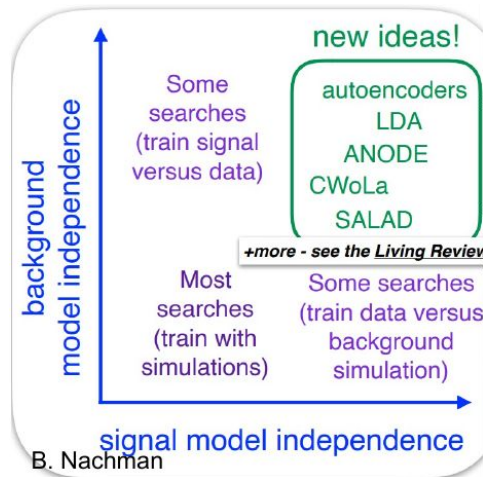 new ideas!
Some
searches
(train signal
versus data)
autoencoders
LDA
ANODE
CWoLa
SALAD
+more - see the Living Review
background
model independence
Most
searches
(train with
simulations)
Some searches
(train data versus
background
simulation)
signal model independence
B. Nachman